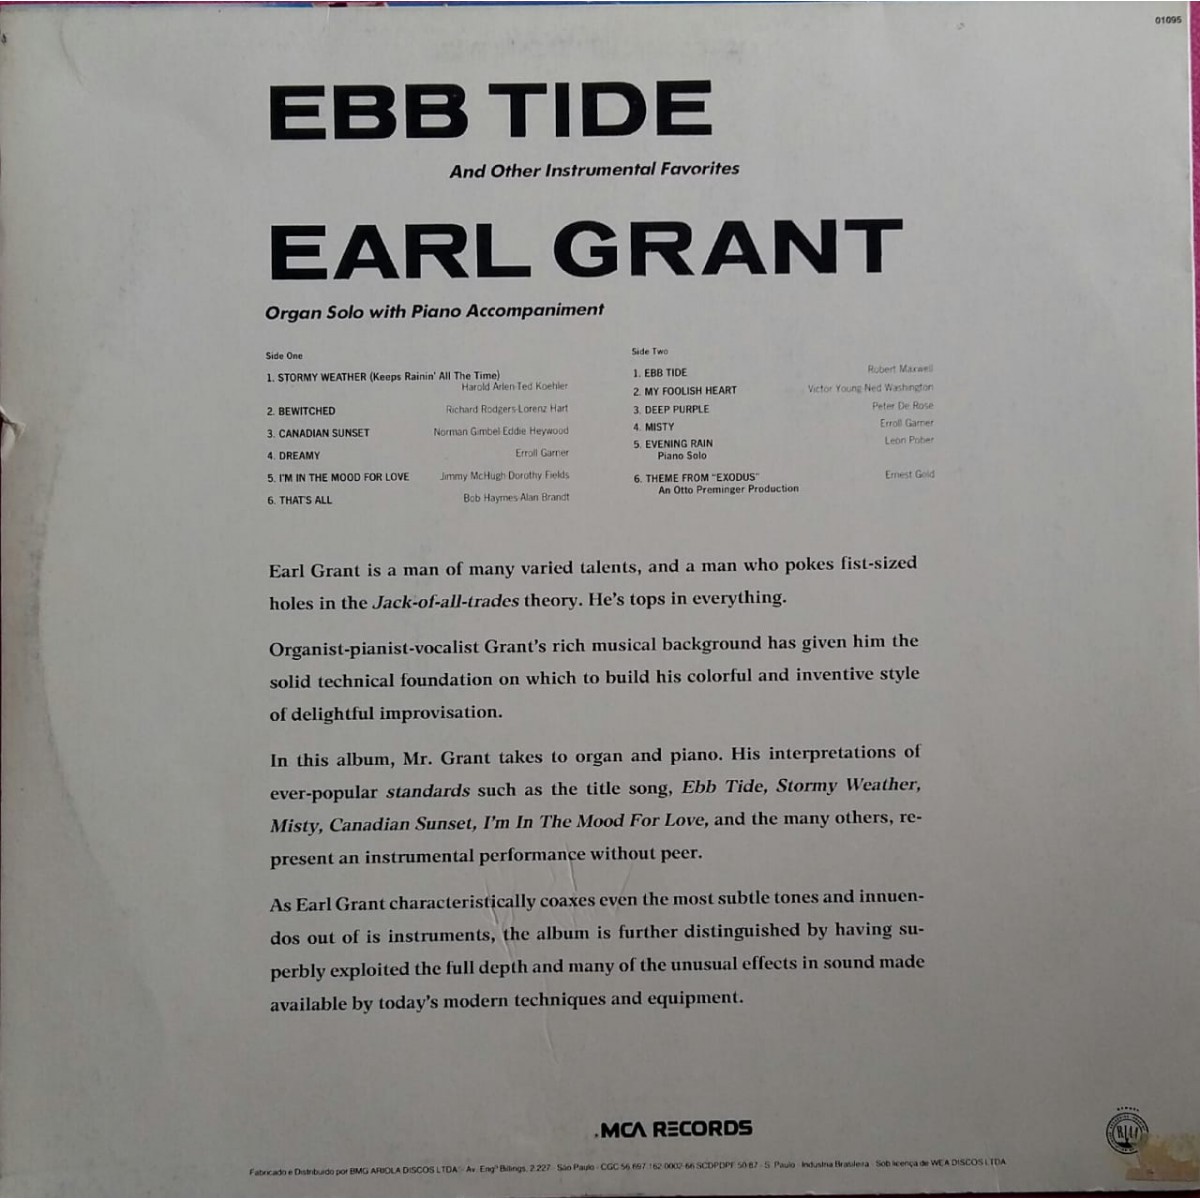 01095
EBB TIDE
And Other Instrumental Favorites
EARL GRANT
Organ Solo with Piano Accompaniment
Side One
1. STORMY WEATHER (Keeps Rainin' All The Time)
Harold Arlen-Ted Koehler
2. BEWITCHED Richard Rodgers-Lorenz Hart
3. CANADIAN SUNSET Norman Gimbel-Eddie Heywood
4. DREAMY Erroll Garner
5. I'M IN THE MOOD FOR LOVE Jimmy McHugh-Dorothy Fields
6. THAT'S ALL Bob Haymes-Alan Brandt
Side Two
1. EBB TIDE Robert Maxwell
2. MY FOOLISH HEART Victor Young-Ned Washington
3. DEEP PURPLE Peter De Rose
4. MISTY Erroll Garner
5. EVENING RAIN Leon Pober
Piano Solo
6. THEME FROM "EXODUS" Ernest Gold
An Otto Preminger Production
Earl Grant is a man of many varied talents, and a man who pokes fist-sized
holes in the Jack-of-all-trades theory. He's tops in everything.
Organist-pianist-vocalist Grant's rich musical background has given him the
solid technical foundation on which to build his colorful and inventive style
of delightful improvisation.
In this album, Mr. Grant takes to organ and piano. His interpretations of
ever-popular standards such as the title song, Ebb Tide, Stormy Weather,
Misty, Canadian Sunset, I'm In The Mood For Love, and the many others, re-
present an instrumental performance without peer.
As Earl Grant characteristically coaxes even the most subtle tones and innuen-
dos out of is instruments, the album is further distinguished by having su-
perbly exploited the full depth and many of the unusual effects in sound made
available by today's modern techniques and equipment.
MCA RECORDS
Fabricado e Distribuído por BMG ARIOLA DISCOS LTDA - Av. Engº Billings, 2.227 - São Paulo - CGC 56.697.162.0002-66 SCDPDPF 50/87 - S. Paulo - Indústria Brasileira - Sob licença de WEA DISCOS LTDA